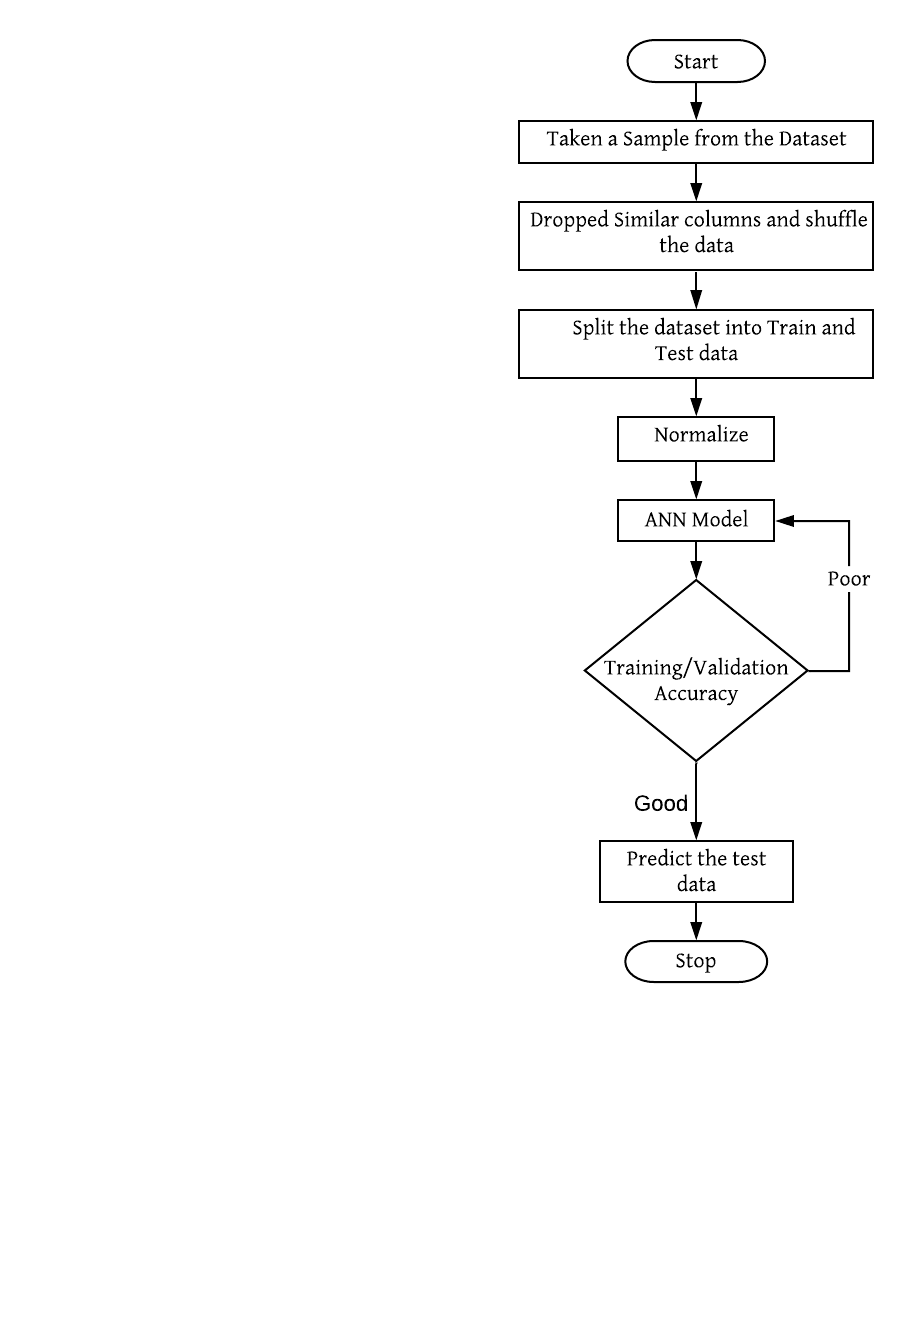 Start
Taken a Sample from the Dataset
Dropped Similar columns and shuffle
the data
Split the dataset into Train and
Test data
Normalize
ANN Model
Poor
Training/Validation
Accuracy
Good
Predict the test
data
Stop